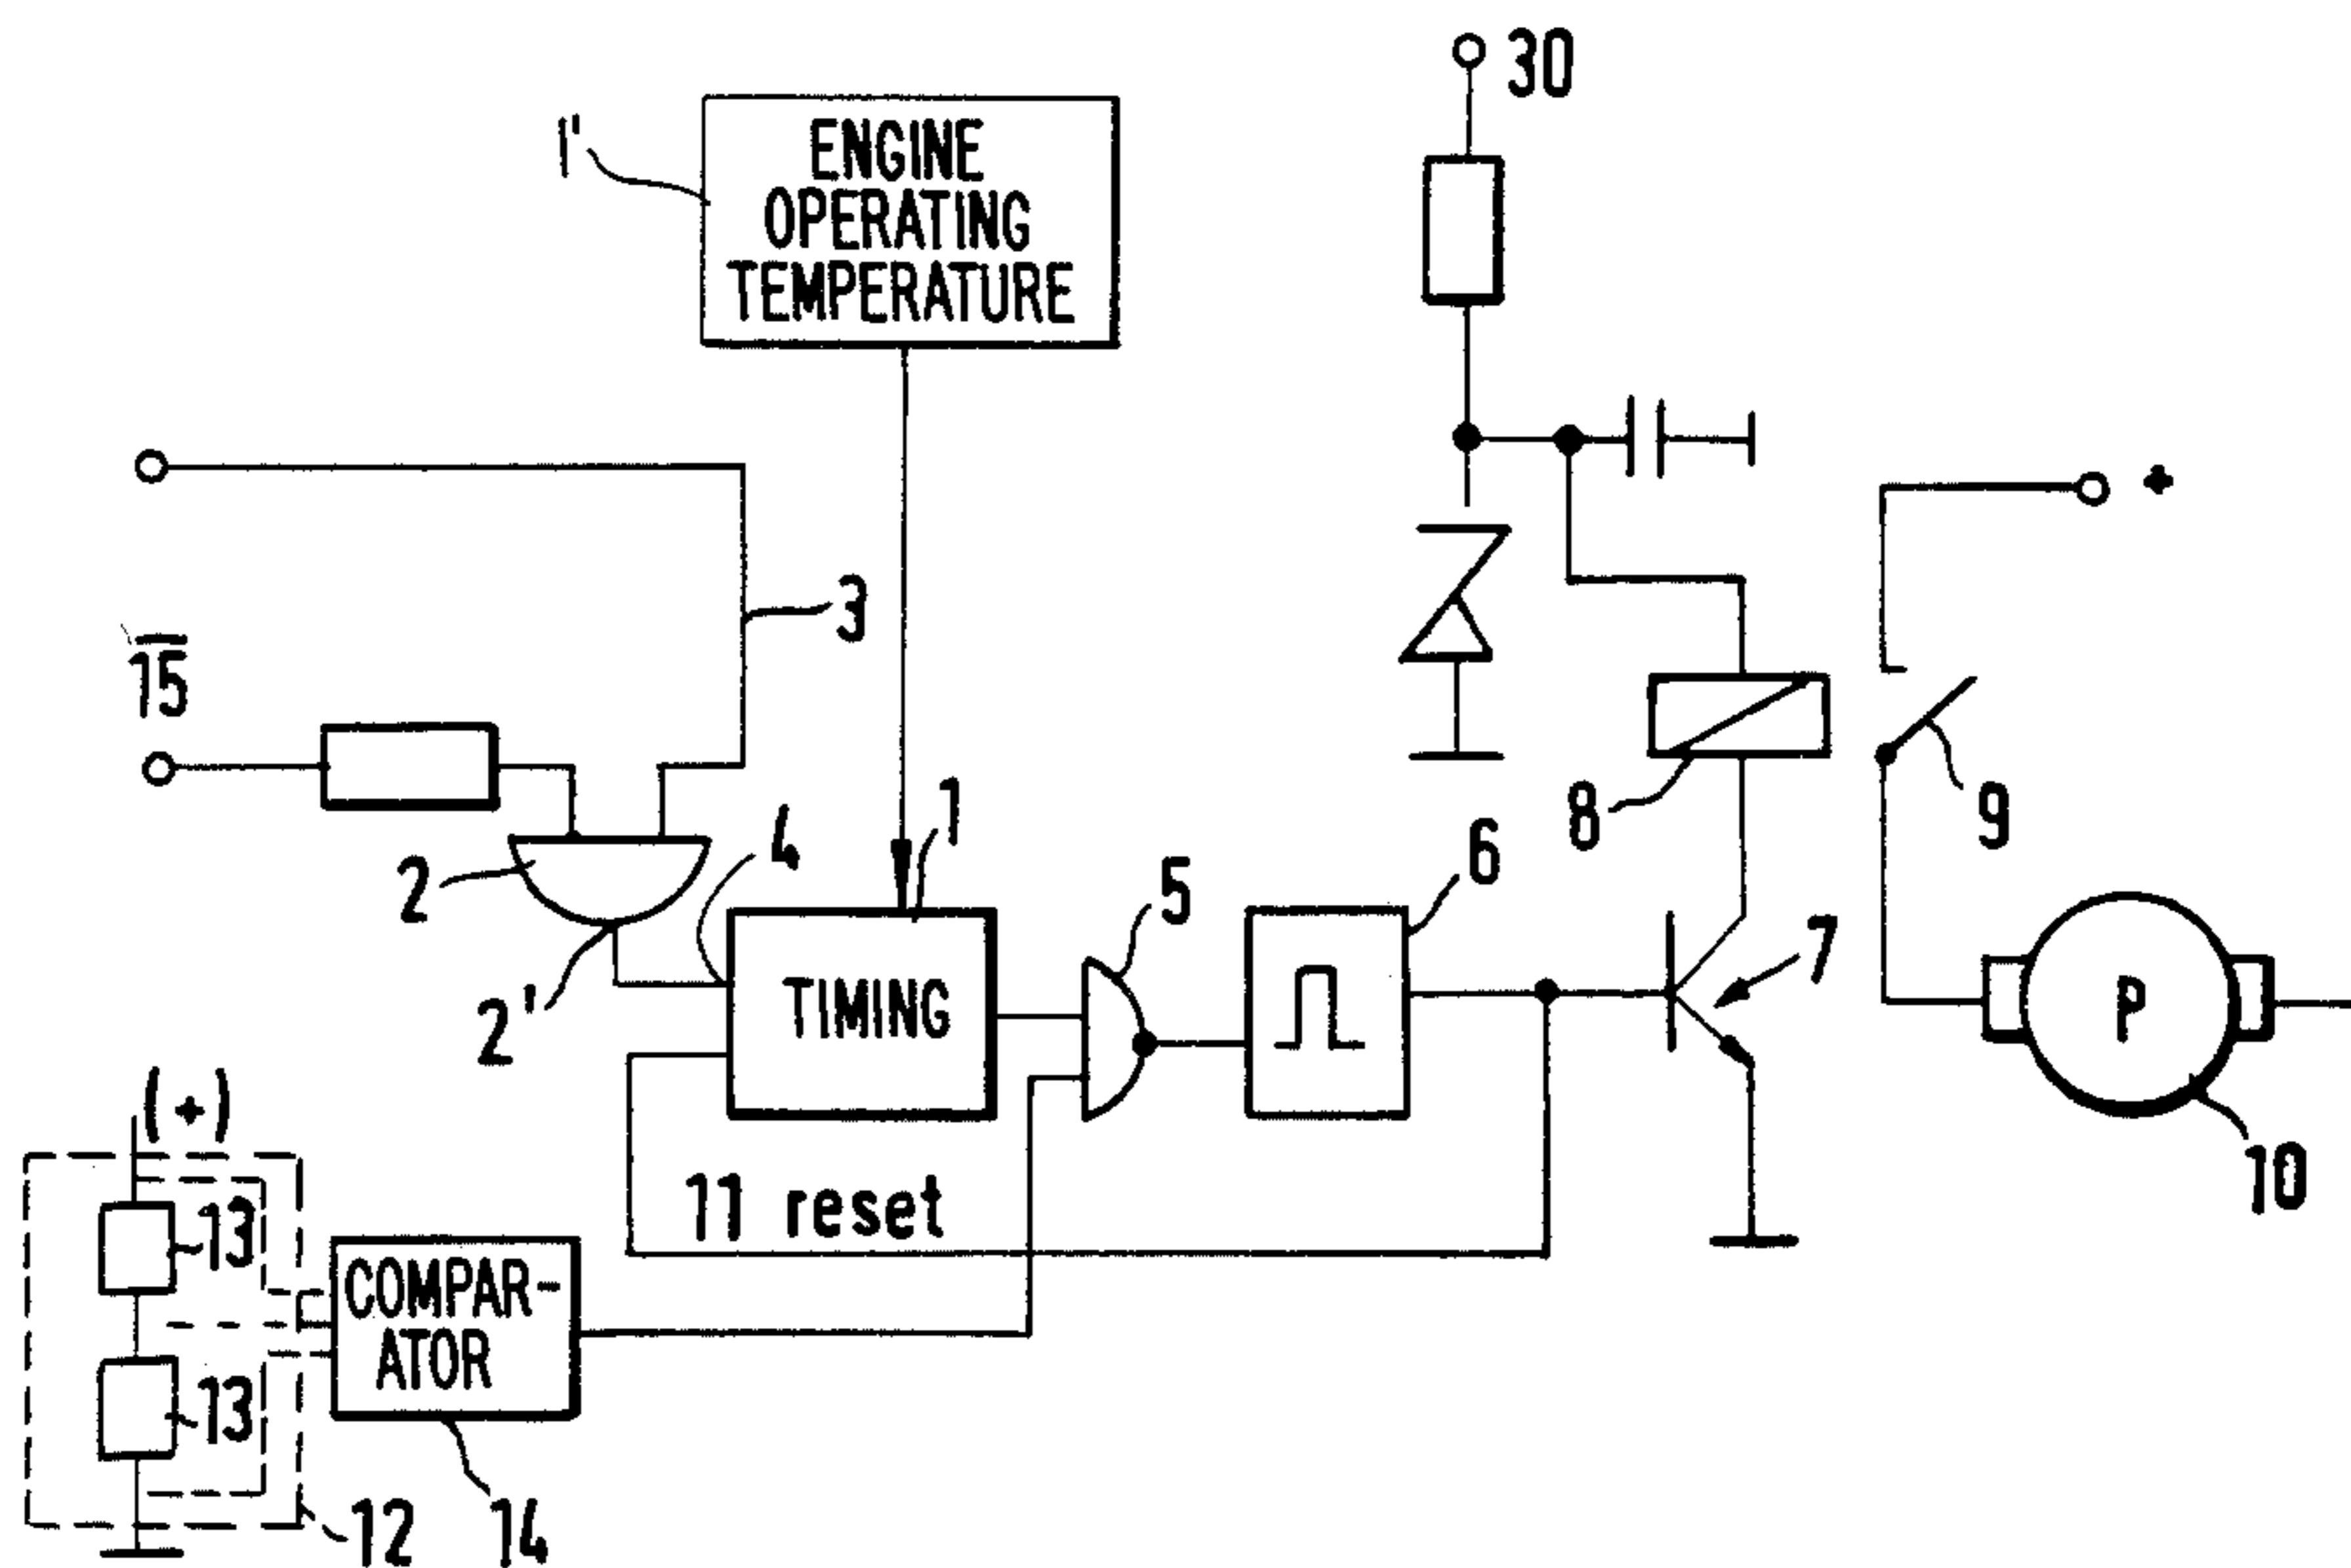 30
1'
ENGINE
OPERATING
TEMPERATURE
+
3
15
4
1
2
5
6
8
9
7
2'
TIMING
P
(+)
10
11 reset
13
COMPAR-
ATOR
13
12
14